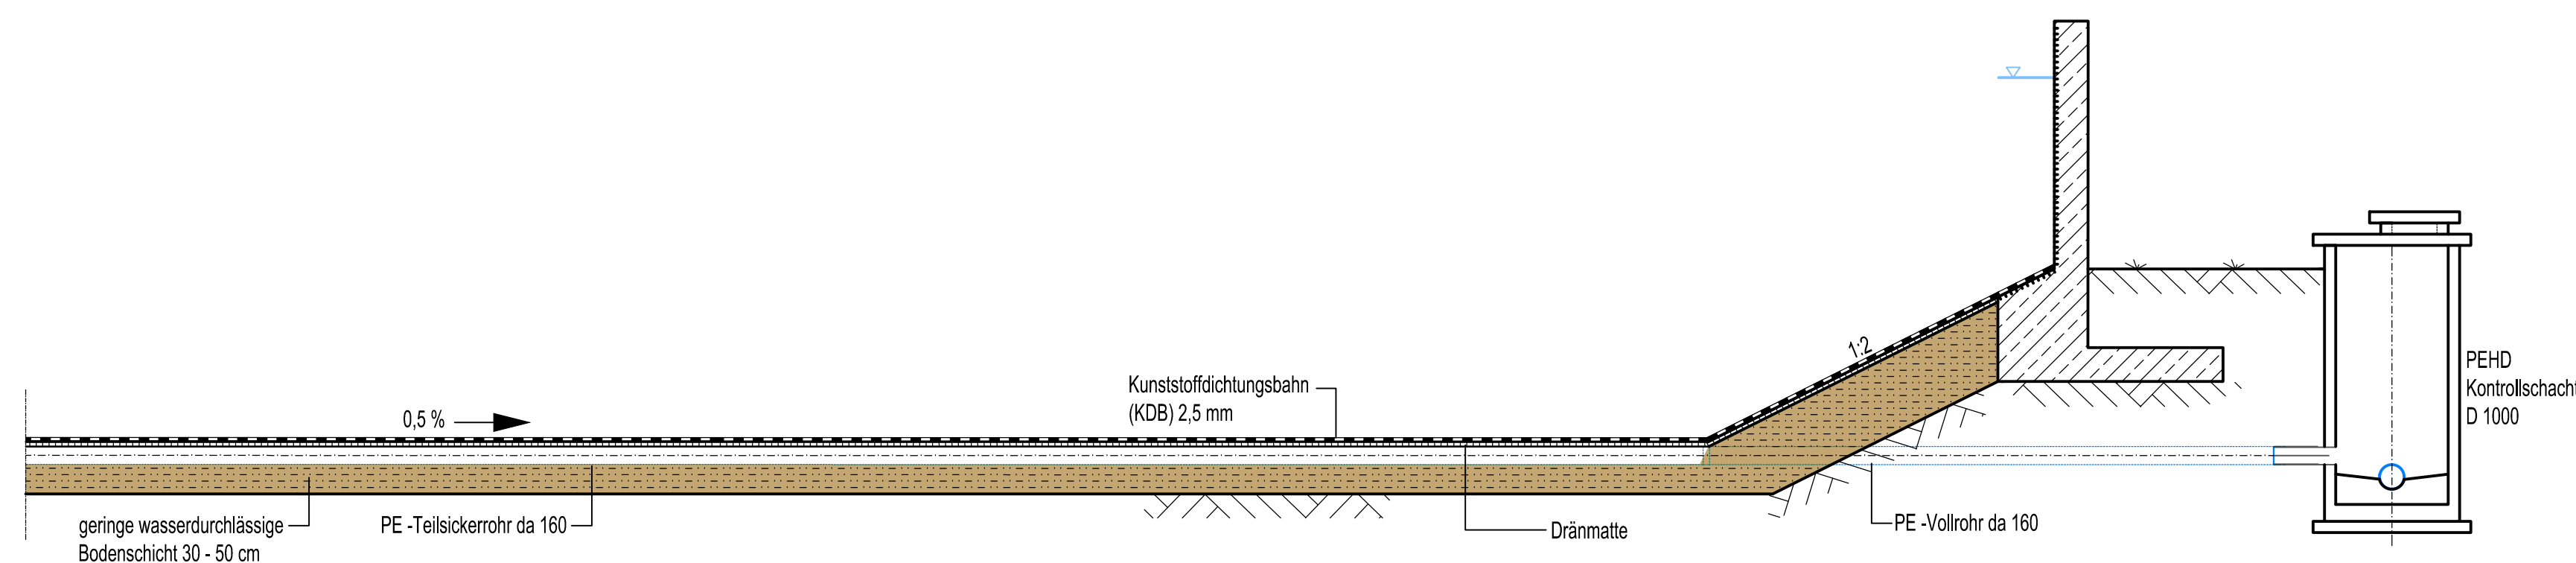 1:2
Kunststoffdichtungsbahn
(KDB) 2,5 mm
0,5 %
PEHD
Kontrollschacht
D 1000
geringe wasserdurchlässige
Bodenschicht 30 - 50 cm
PE -Teilsickerrohr da 160
Dränmatte
PE -Vollrohr da 160